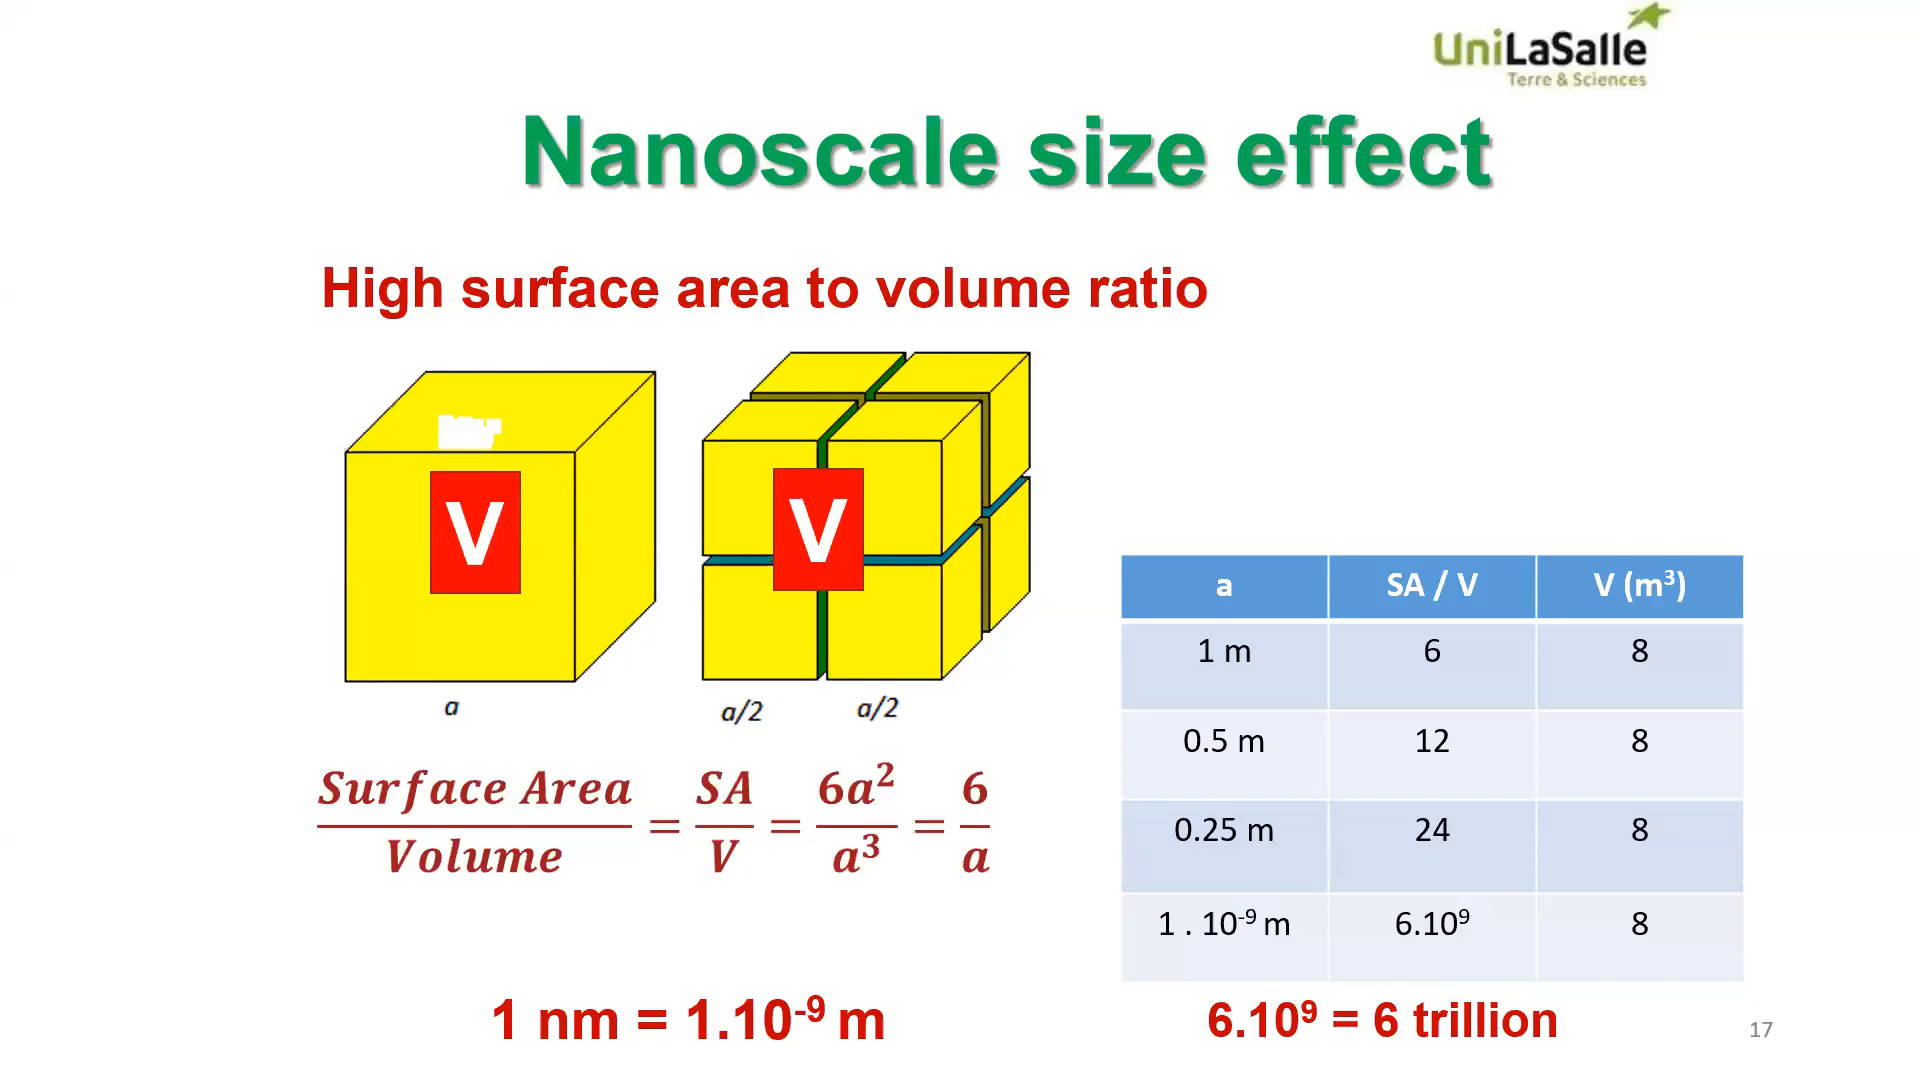 UniLaSalle
Terre & Sciences
Nanoscale size effect
High surface area to volume ratio
V
V
a
a/2 a/2
Surface Area / Volume = SA / V = 6a² / a³ = 6 / a
a SA / V V (m³)
1 m 6 8
0.5 m 12 8
0.25 m 24 8
1 . 10⁻⁹ m 6.10⁹ 8
1 nm = 1.10⁻⁹ m
6.10⁹ = 6 trillion
17